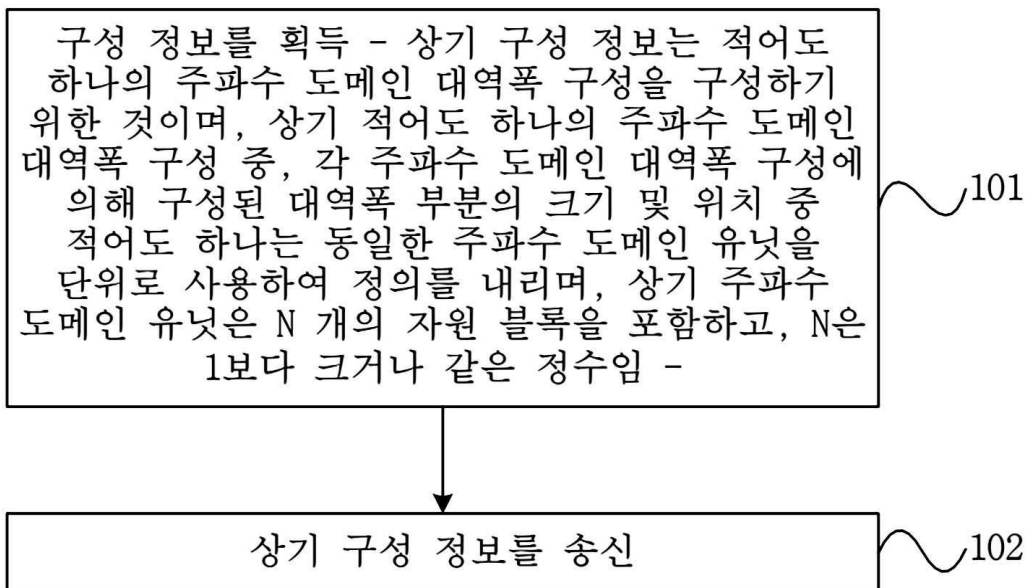 구성 정보를 획득 - 상기 구성 정보는 적어도
하나의 주파수 도메인 대역폭 구성을 구성하기
위한 것이며, 상기 적어도 하나의 주파수 도메인
대역폭 구성 중, 각 주파수 도메인 대역폭 구성에
의해 구성된 대역폭 부분의 크기 및 위치 중
적어도 하나는 동일한 주파수 도메인 유닛을
단위로 사용하여 정의를 내리며, 상기 주파수
도메인 유닛은 N 개의 자원 블록을 포함하고, N은
1보다 크거나 같은 정수임 -
101
상기 구성 정보를 송신
102